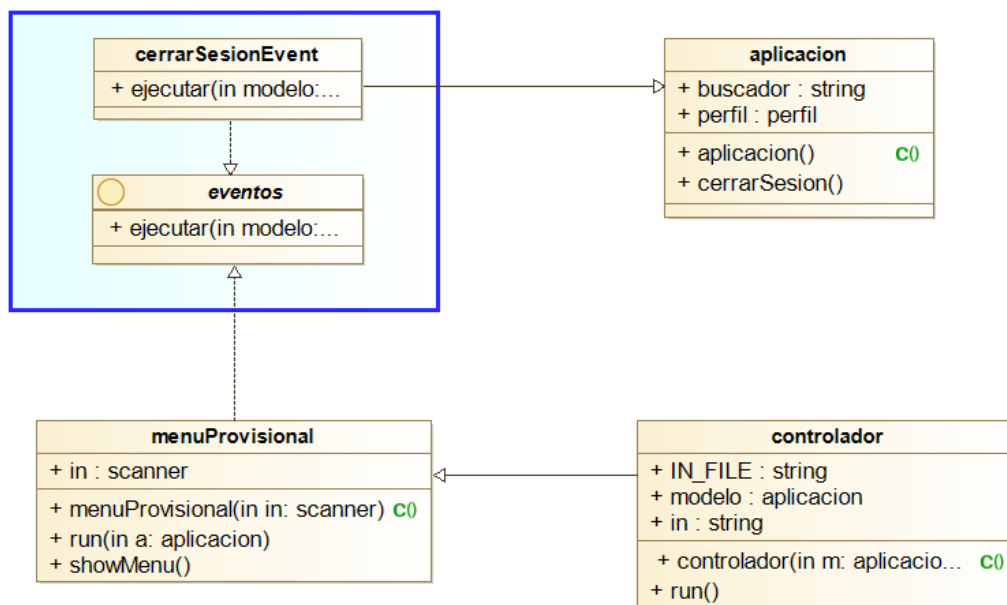 cerrarSesionEvent
+ ejecutar(in modelo:...
eventos
+ ejecutar(in modelo:...
aplicacion
+ buscador : string
+ perfil : perfil
+ aplicacion() C()
+ cerrarSesion()
menuProvisional
+ in : scanner
+ menuProvisional(in in: scanner) C()
+ run(in a: aplicacion)
+ showMenu()
controlador
+ IN_FILE : string
+ modelo : aplicacion
+ in : string
+ controlador(in m: aplicacio... C()
+ run()